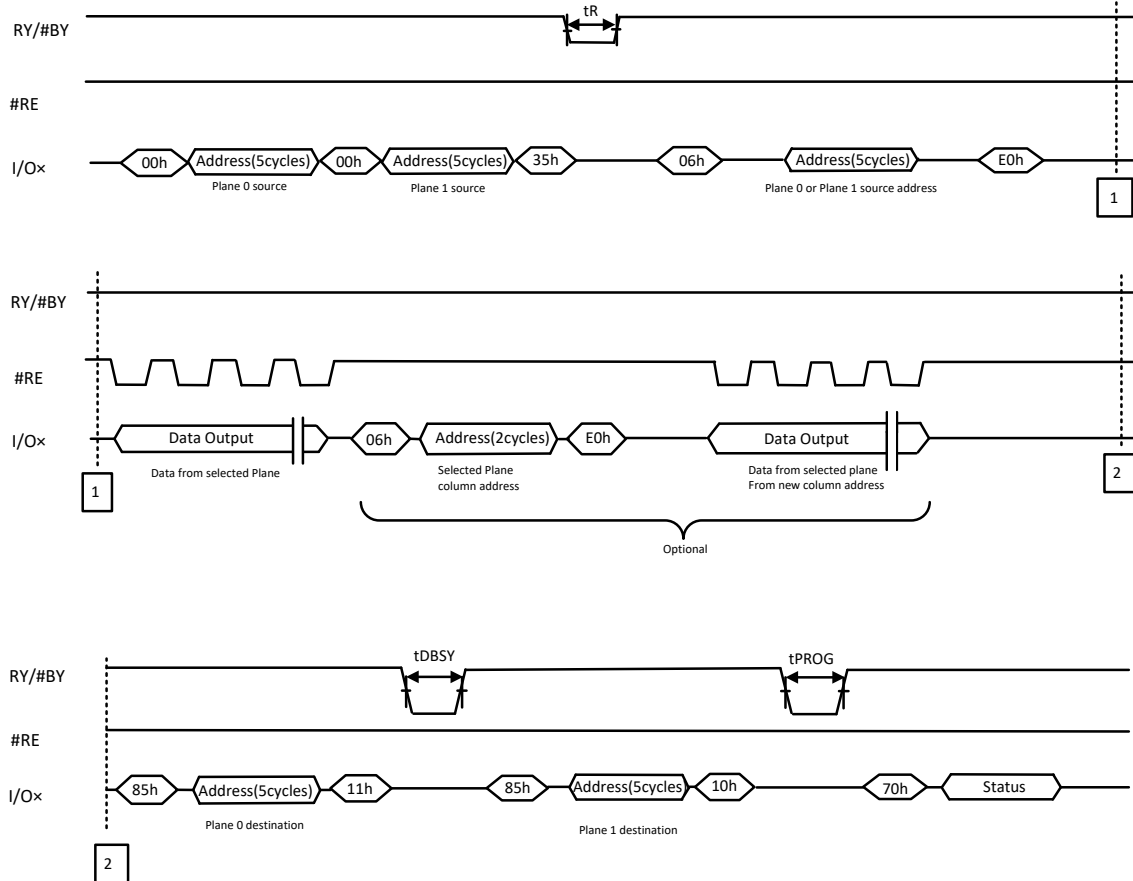 tR
RY/#BY
#RE
I/O×
00h Address(5cycles) 00h Address(5cycles) 35h 06h Address(5cycles) E0h
Plane 0 source Plane 1 source Plane 0 or Plane 1 source address
1
RY/#BY
#RE
I/O×
Data Output 06h Address(2cycles) E0h Data Output
Data from selected Plane Selected Plane Data from selected plane
column address From new column address
1
2
Optional
tDBSY tPROG
RY/#BY
#RE
I/O×
85h Address(5cycles) 11h 85h Address(5cycles) 10h 70h Status
Plane 0 destination Plane 1 destination
2